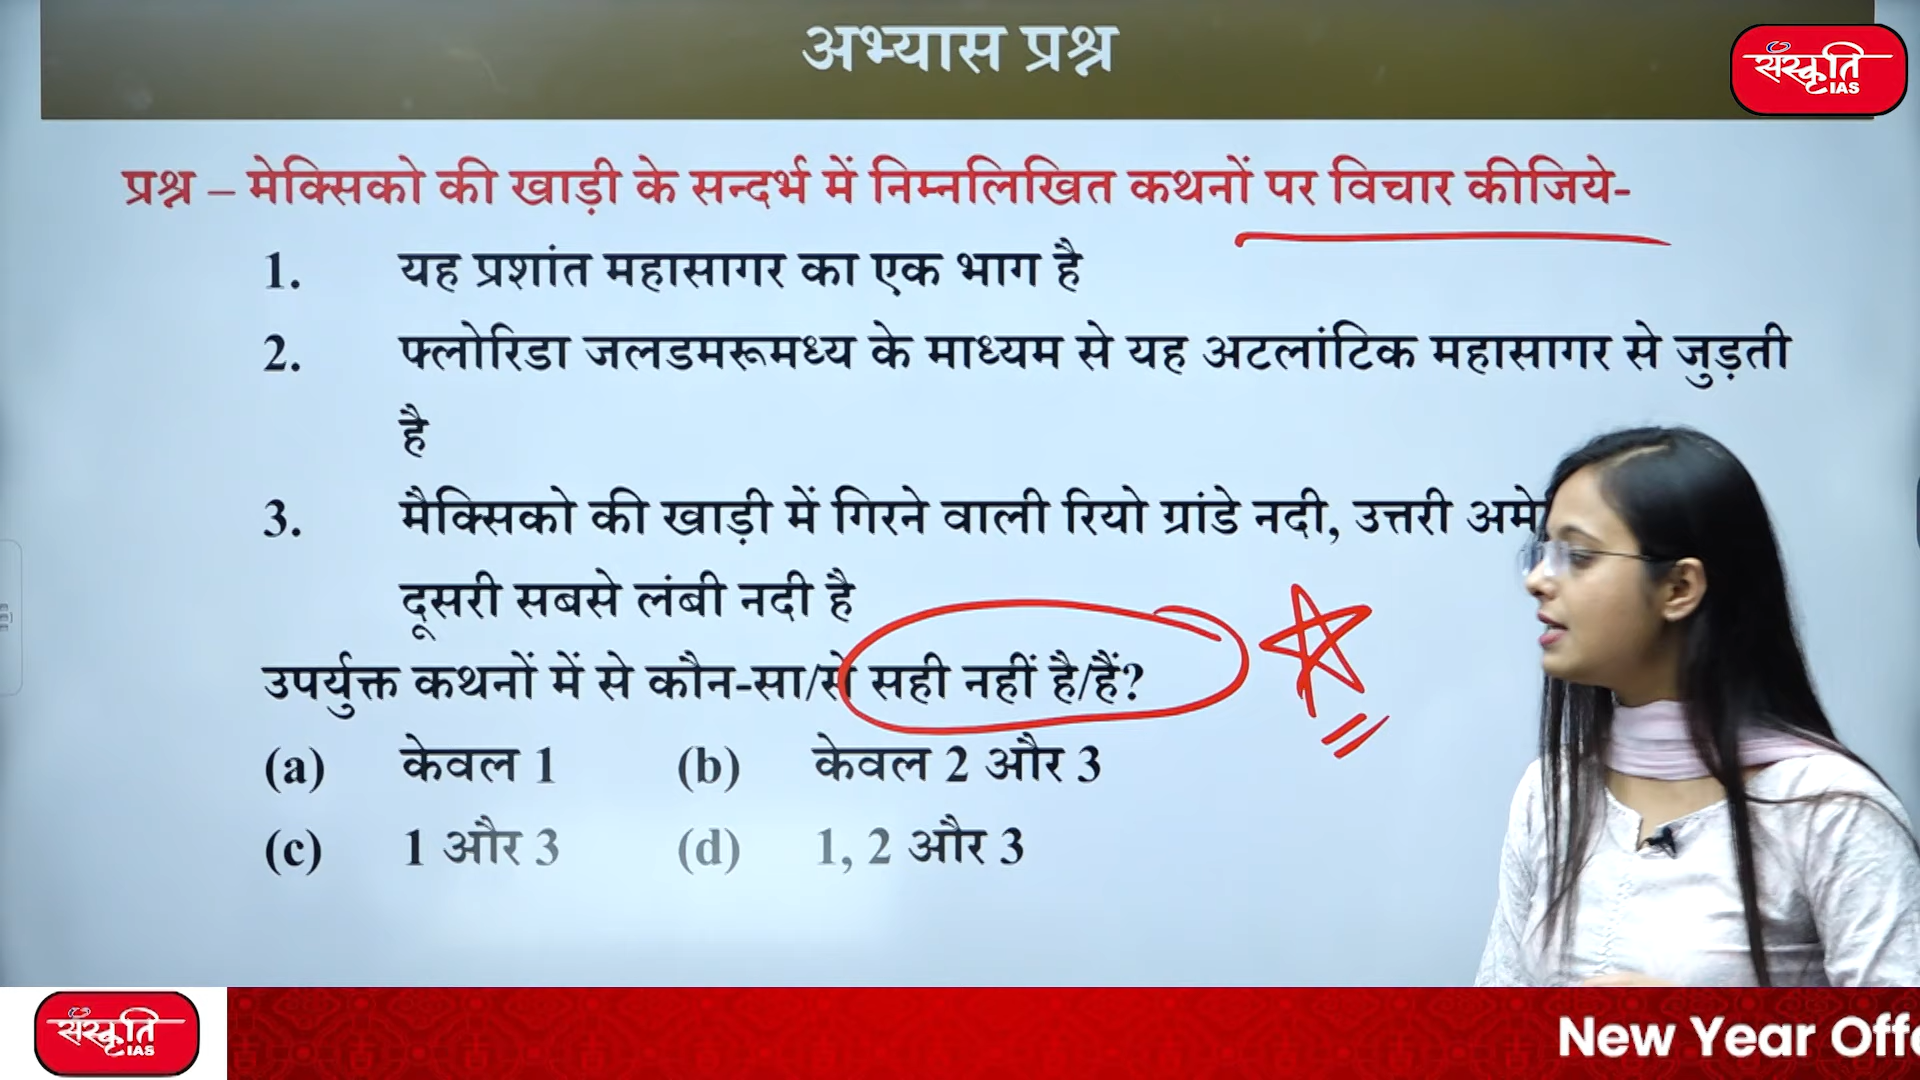 अभ्यास प्रश्न
संस्कृति
IAS
प्रश्न – मेक्सिको की खाड़ी के सन्दर्भ में निम्नलिखित कथनों पर विचार कीजिये-
1. यह प्रशांत महासागर का एक भाग है
2. फ्लोरिडा जलडमरूमध्य के माध्यम से यह अटलांटिक महासागर से जुड़ती
है
3. मैक्सिको की खाड़ी में गिरने वाली रियो ग्रांडे नदी, उत्तरी
दूसरी सबसे लंबी नदी है
उपर्युक्त कथनों में से कौन-सा/से सही नहीं है/हैं?
(a) केवल 1 (b) केवल 2 और 3
(c) 1 और 3 (d) 1, 2 और 3
संस्कृति
IAS
New Year